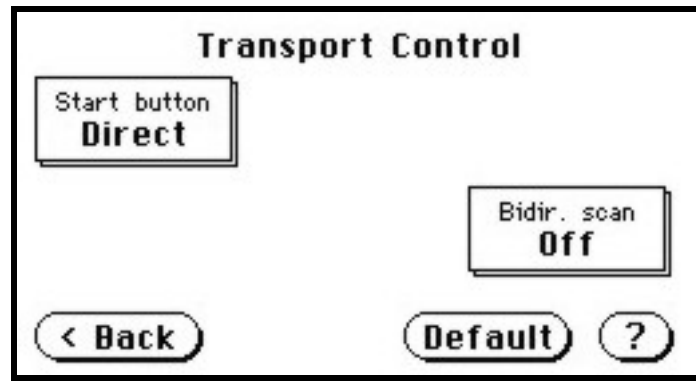 Transport Control
Start button
Direct
Bidir. scan
Off
< Back
Default
?